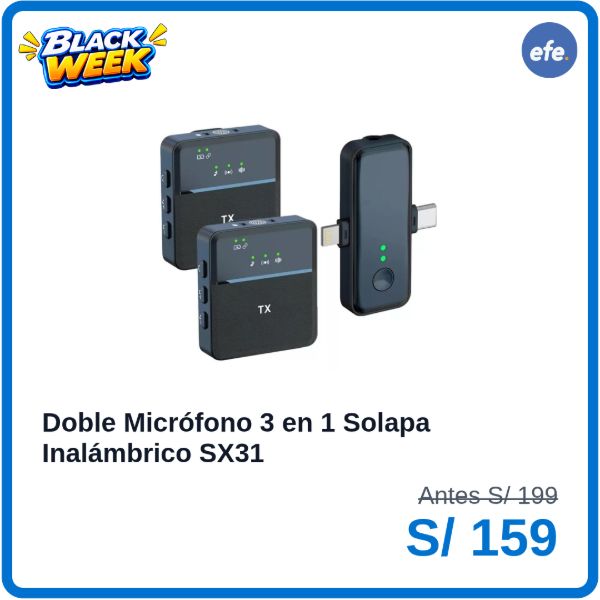 BLACK
WEEK
efe.
TX
TX
Doble Micrófono 3 en 1 Solapa
Inalámbrico SX31
Antes S/ 199
S/ 159